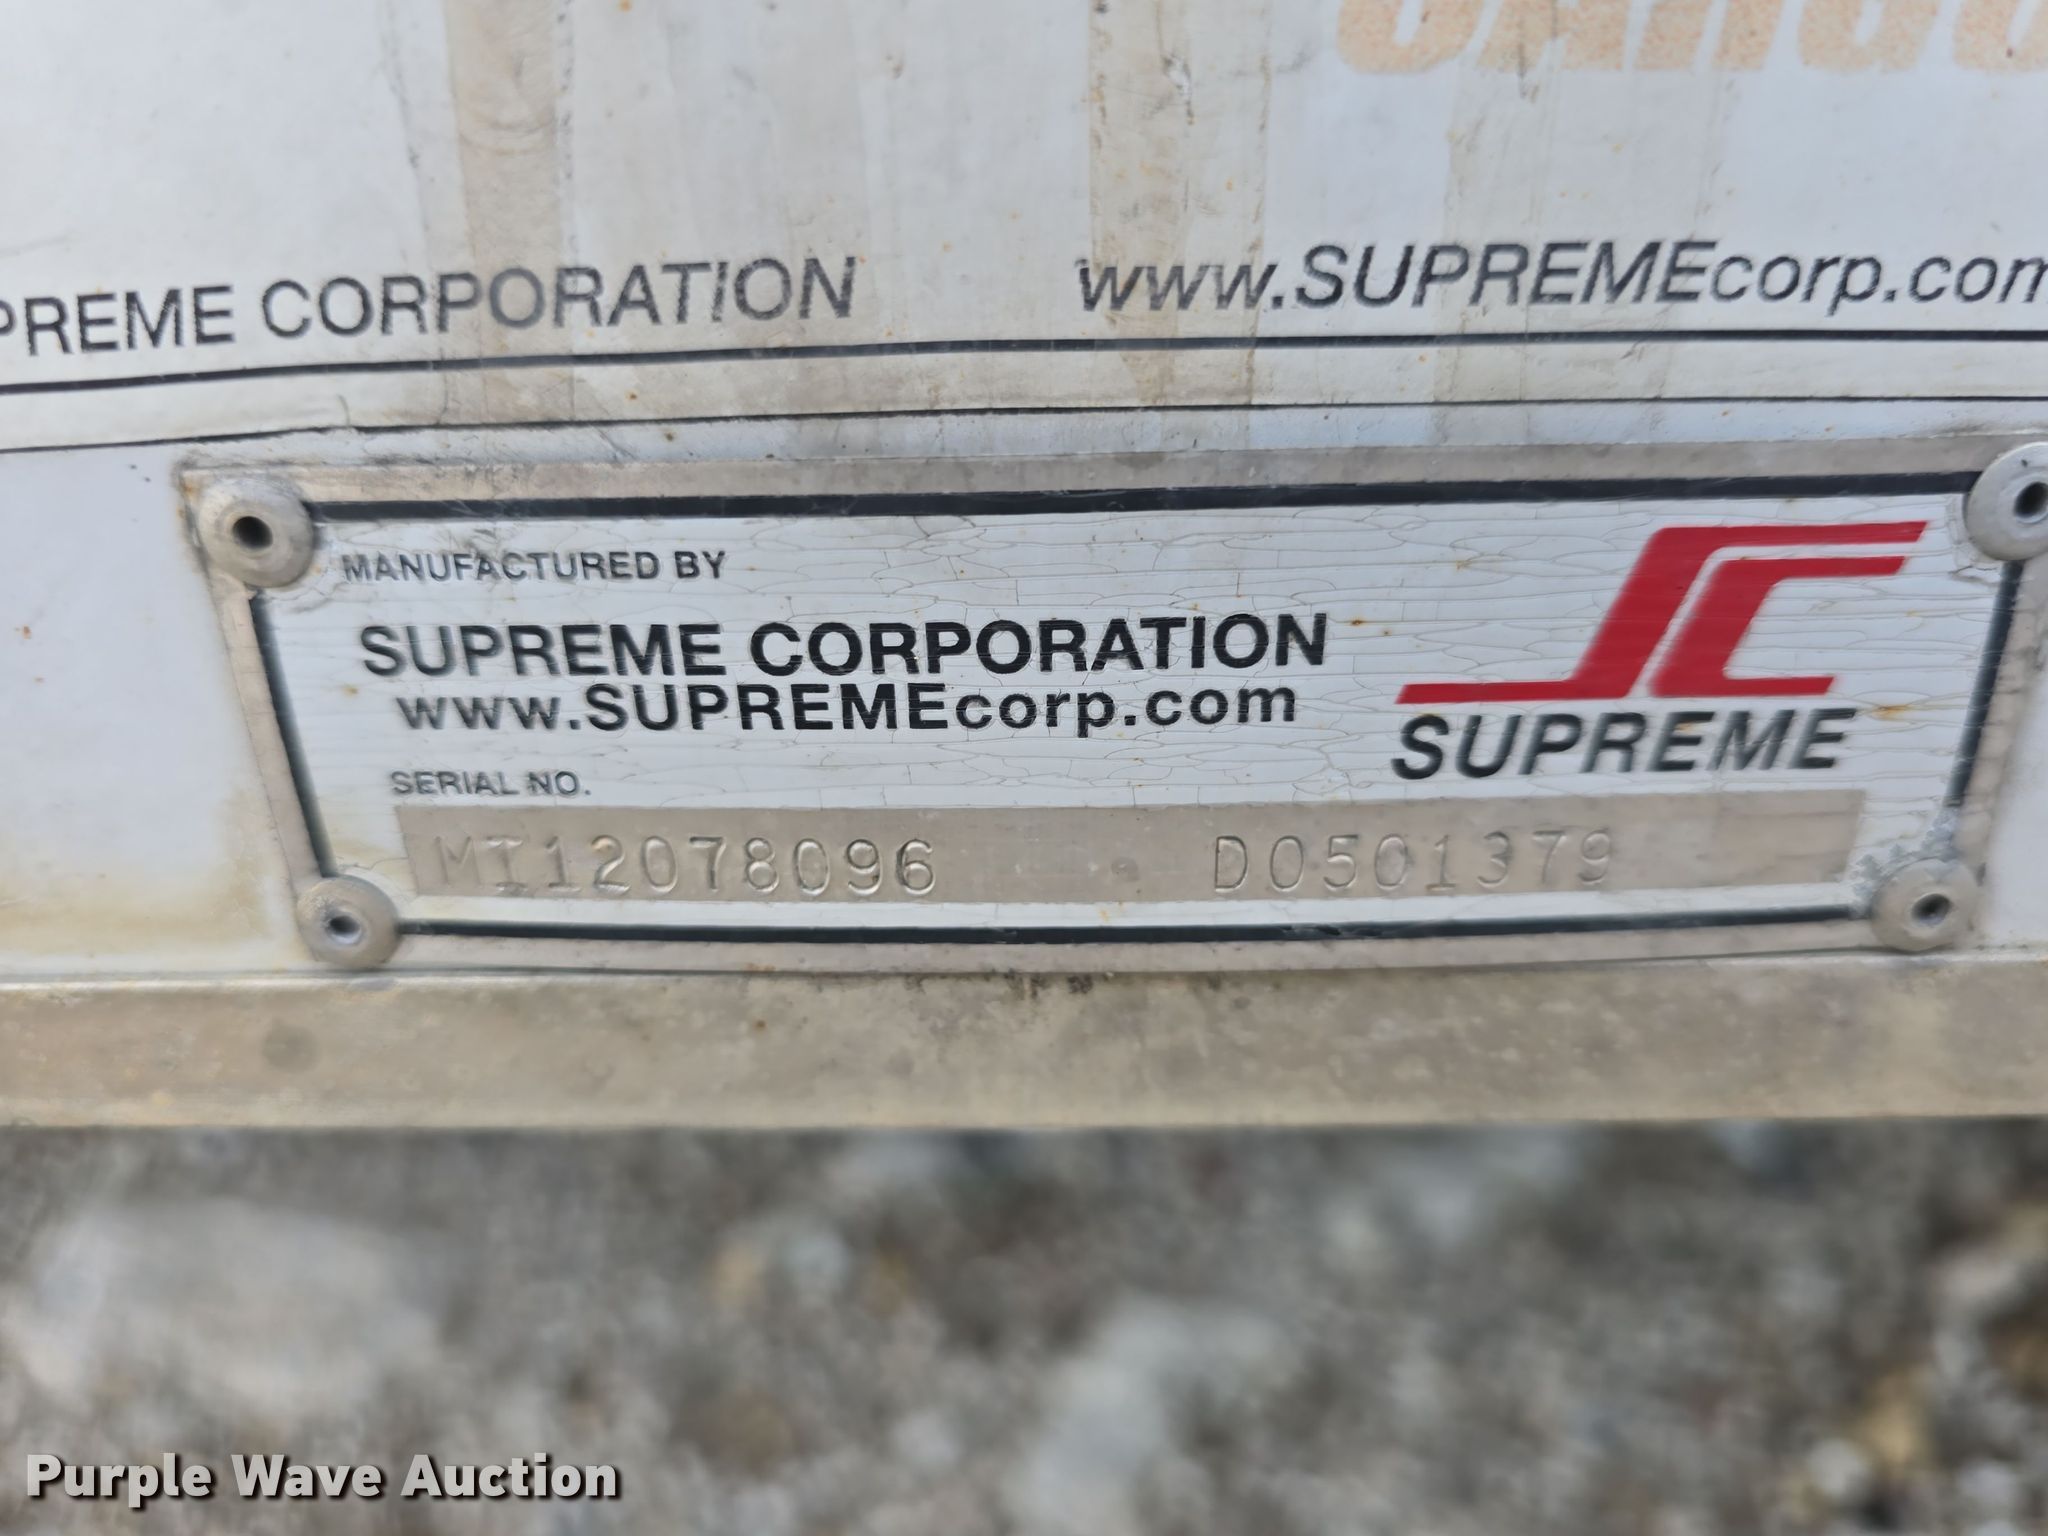 PREME CORPORATION www.SUPREMEcorp.com
MANUFACTURED BY
SUPREME CORPORATION
www.SUPREMEcorp.com
SUPREME
SERIAL NO.
MI12078096 D0501379
Purple Wave Auction